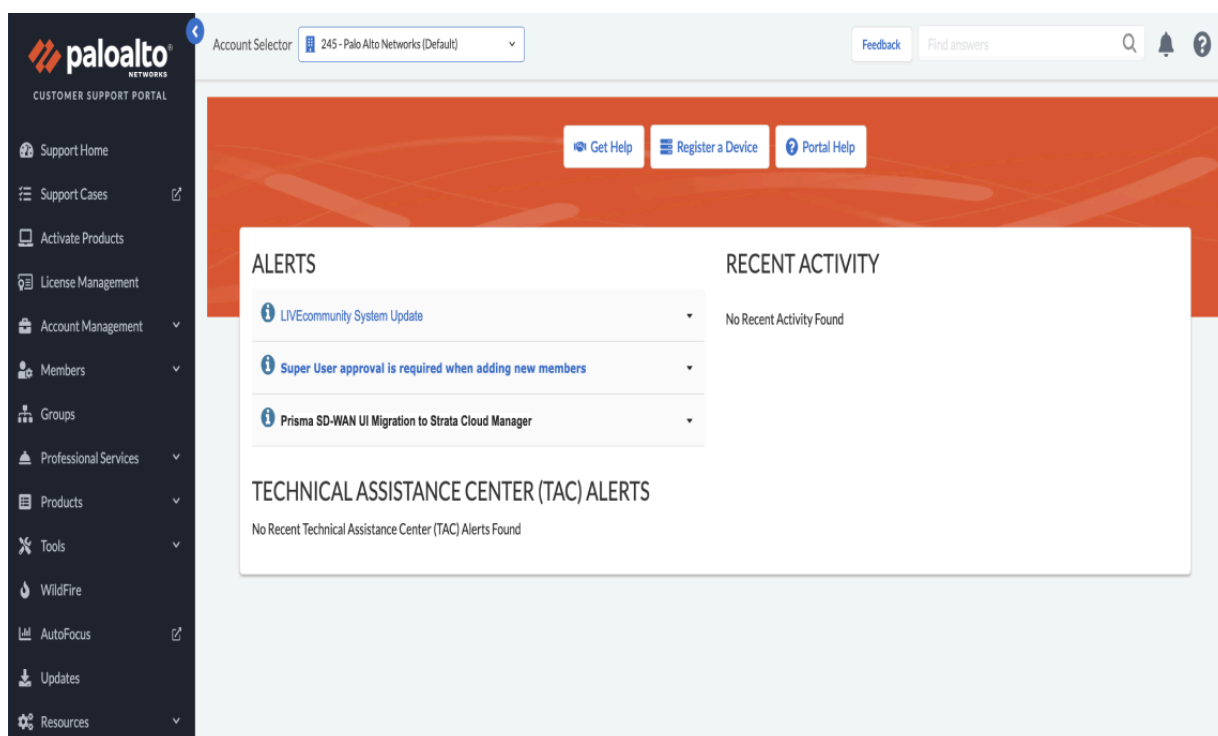 paloalto®
NETWORKS
CUSTOMER SUPPORT PORTAL
Support Home
Support Cases
Activate Products
License Management
Account Management
Members
Groups
Professional Services
Products
Tools
WildFire
AutoFocus
Updates
Resources
Account Selector 245 - Palo Alto Networks (Default)
Feedback Find answers
Get Help Register a Device Portal Help
ALERTS
LIVEcommunity System Update
Super User approval is required when adding new members
Prisma SD-WAN UI Migration to Strata Cloud Manager
TECHNICAL ASSISTANCE CENTER (TAC) ALERTS
No Recent Technical Assistance Center (TAC) Alerts Found
RECENT ACTIVITY
No Recent Activity Found